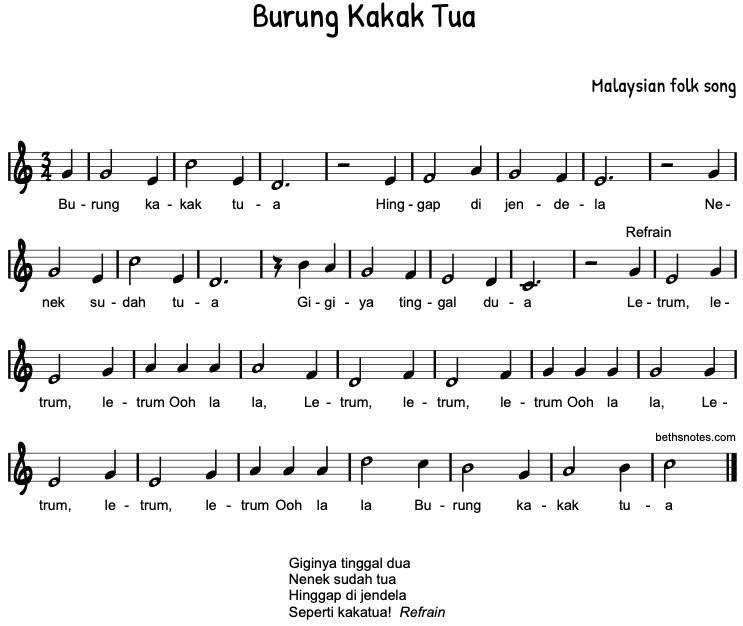 Burung Kakak Tua
Malaysian folk song
3
4
Bu - rung ka - kak tu - a Hing - gap di jen - de - la Ne -
Refrain
nek su - dah tu - a Gi - gi - ya ting - gal du - a Le - trum, le -
trum, le - trum Ooh la la, Le - trum, le - trum, le - trum Ooh la la, Le -
bethsnotes.com
trum, le - trum, le - trum Ooh la la Bu - rung ka - kak tu - a
Giginya tinggal dua
Nenek sudah tua
Hinggap di jendela
Seperti kakatua! Refrain